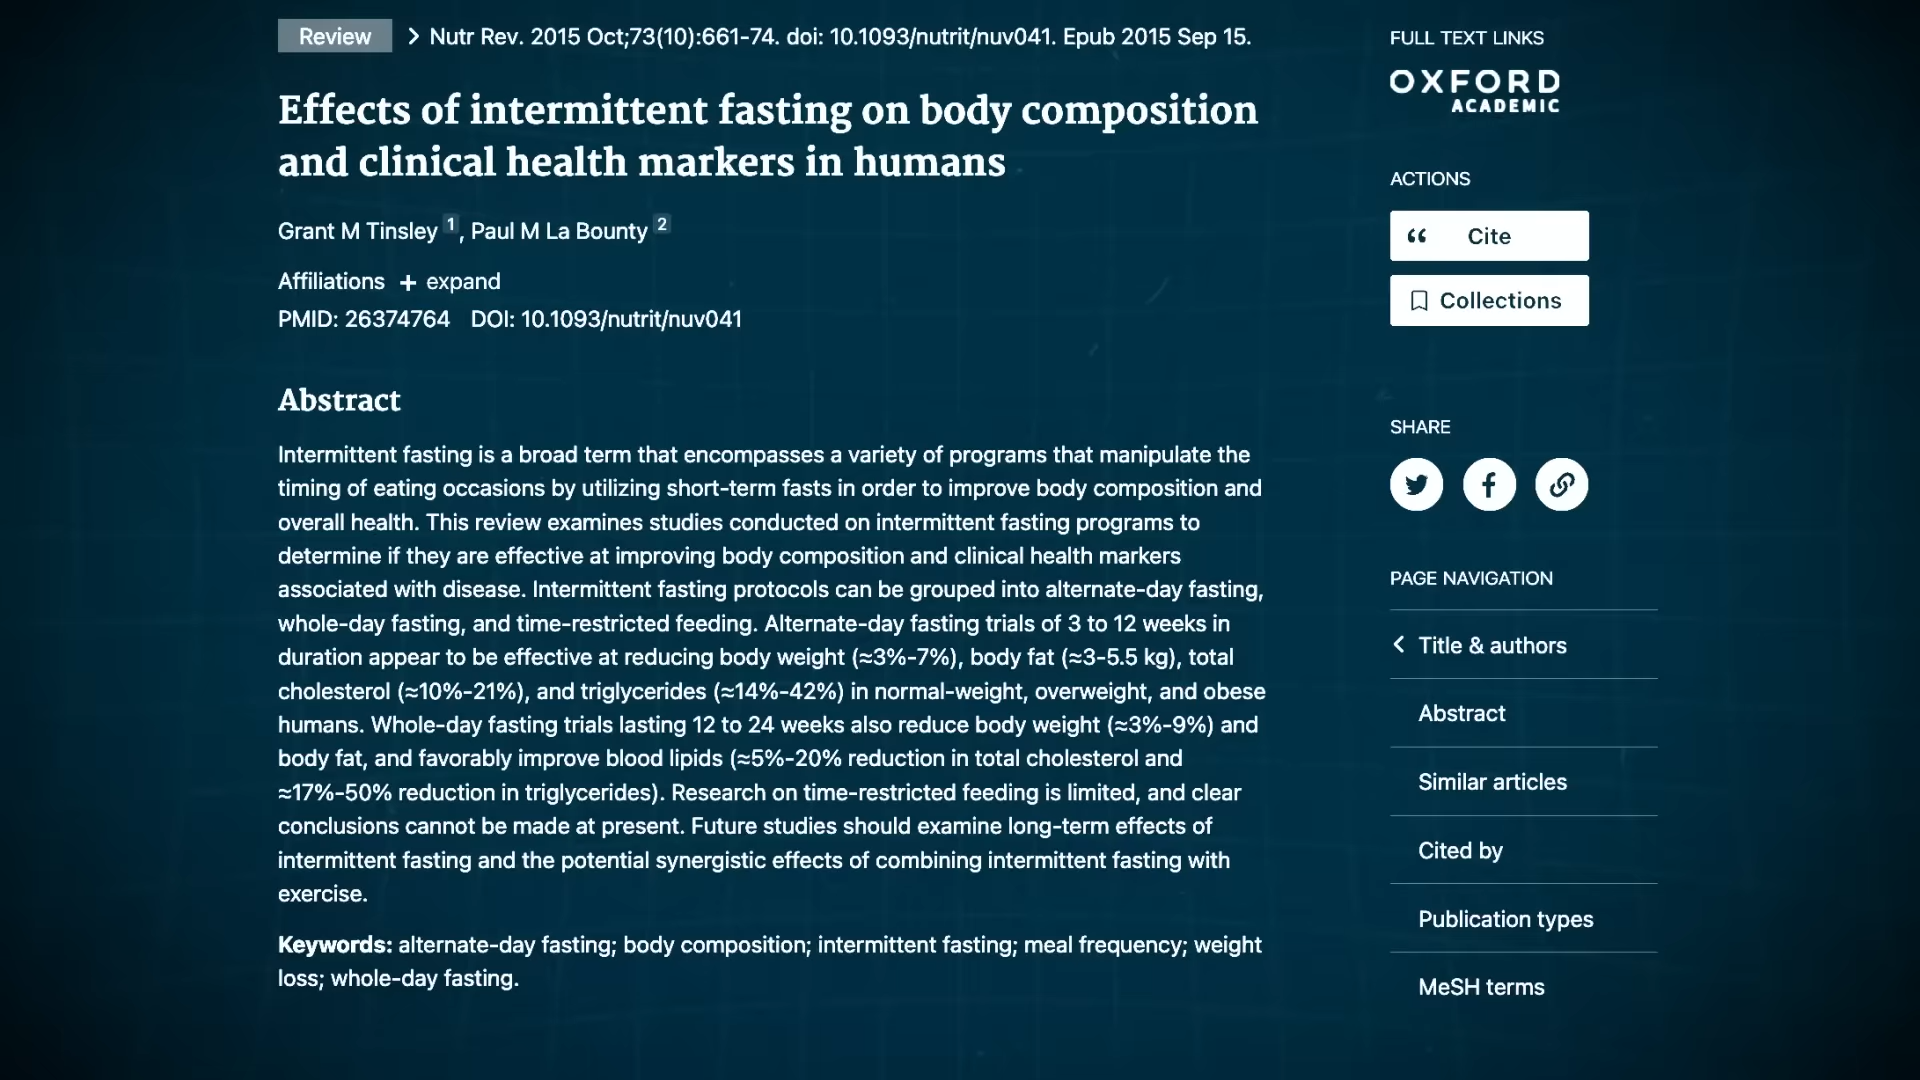 Review > Nutr Rev. 2015 Oct;73(10):661-74. doi: 10.1093/nutrit/nuv041. Epub 2015 Sep 15.
Effects of intermittent fasting on body composition
and clinical health markers in humans
Grant M Tinsley 1, Paul M La Bounty 2
Affiliations + expand
PMID: 26374764 DOI: 10.1093/nutrit/nuv041
Abstract
Intermittent fasting is a broad term that encompasses a variety of programs that manipulate the
timing of eating occasions by utilizing short-term fasts in order to improve body composition and
overall health. This review examines studies conducted on intermittent fasting programs to
determine if they are effective at improving body composition and clinical health markers
associated with disease. Intermittent fasting protocols can be grouped into alternate-day fasting,
whole-day fasting, and time-restricted feeding. Alternate-day fasting trials of 3 to 12 weeks in
duration appear to be effective at reducing body weight (≈3%-7%), body fat (≈3-5.5 kg), total
cholesterol (≈10%-21%), and triglycerides (≈14%-42%) in normal-weight, overweight, and obese
humans. Whole-day fasting trials lasting 12 to 24 weeks also reduce body weight (≈3%-9%) and
body fat, and favorably improve blood lipids (≈5%-20% reduction in total cholesterol and
≈17%-50% reduction in triglycerides). Research on time-restricted feeding is limited, and clear
conclusions cannot be made at present. Future studies should examine long-term effects of
intermittent fasting and the potential synergistic effects of combining intermittent fasting with
exercise.
Keywords: alternate-day fasting; body composition; intermittent fasting; meal frequency; weight
loss; whole-day fasting.
FULL TEXT LINKS
OXFORD
ACADEMIC
ACTIONS
Cite
Collections
SHARE
PAGE NAVIGATION
Title & authors
Abstract
Similar articles
Cited by
Publication types
MeSH terms